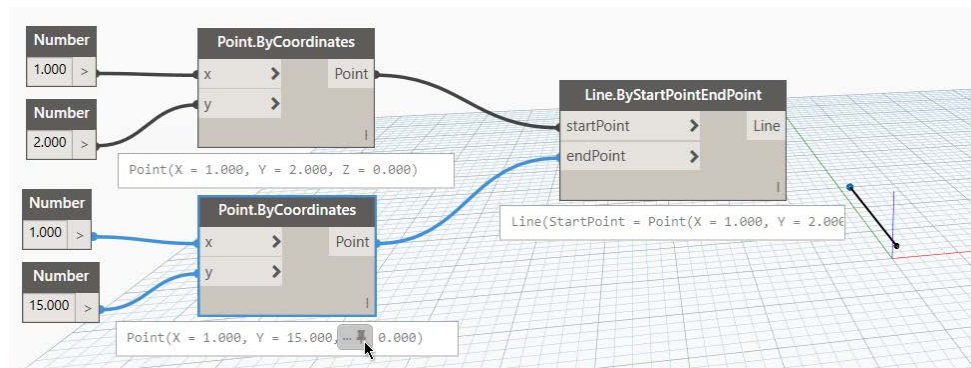 Number
1.000 >
Number
2.000 >
Point.ByCoordinates
x > Point
y >
l
Point(X = 1.000, Y = 2.000, Z = 0.000)
Number
1.000 >
Number
15.000 >
Point.ByCoordinates
x > Point
y >
l
Point(X = 1.000, Y = 15.000, ... 0.000)
Line.ByStartPointEndPoint
startPoint > Line
endPoint >
l
Line(StartPoint = Point(X = 1.000, Y = 2.000